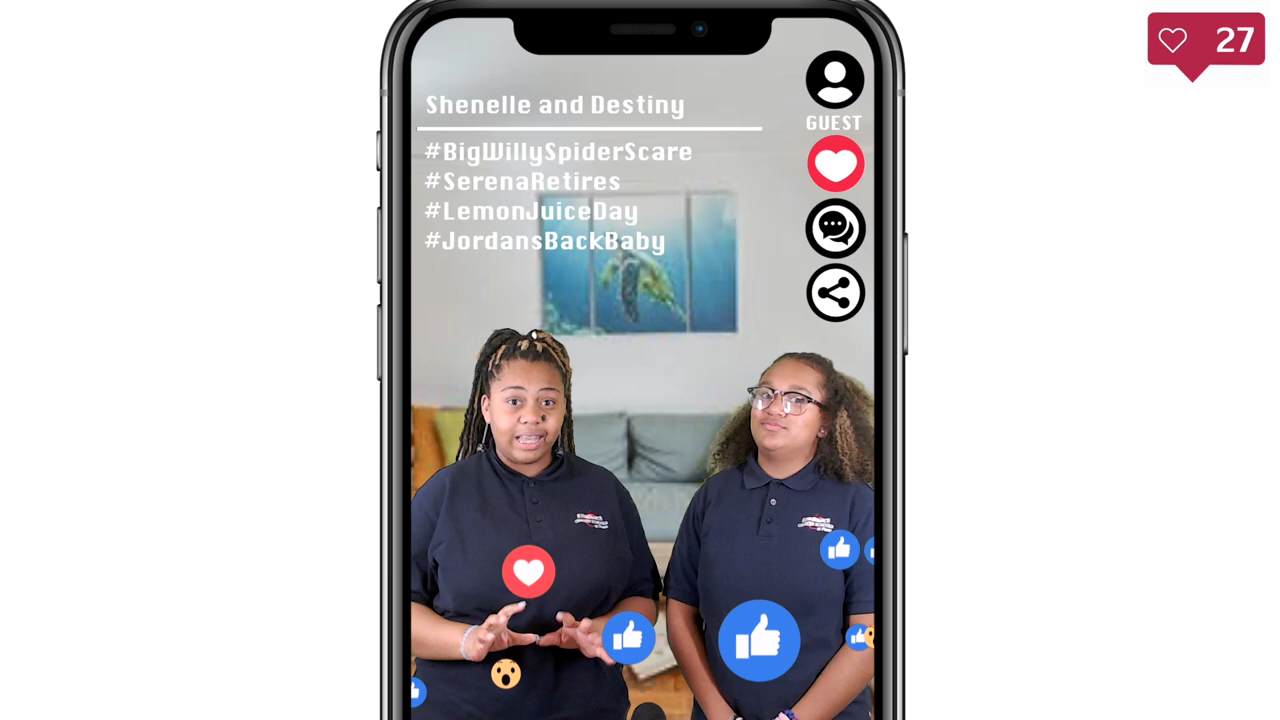 27
Shenelle and Destiny
GUEST
#BigWillySpiderScare
#SerenaRetires
#LemonJuiceDay
#JordansBackBaby